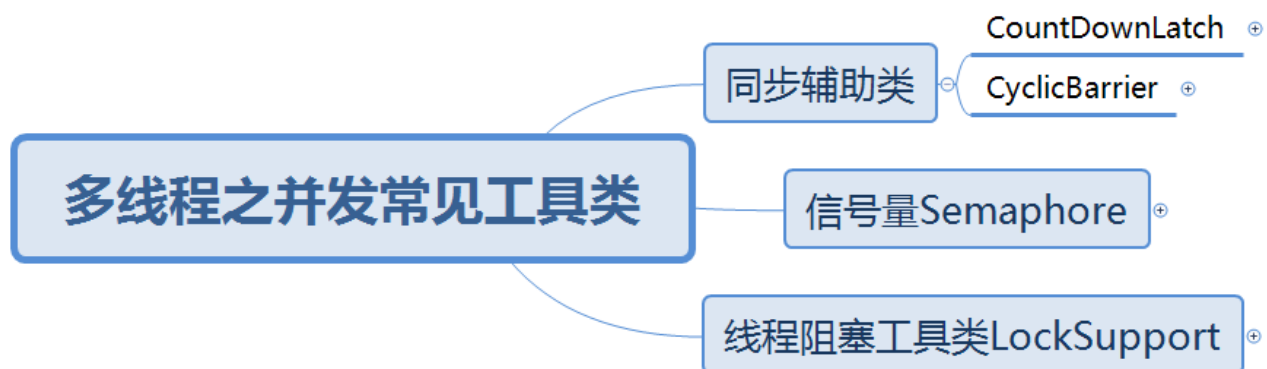 多线程之并发常见工具类
同步辅助类
CountDownLatch
CyclicBarrier
信号量Semaphore
线程阻塞工具类LockSupport